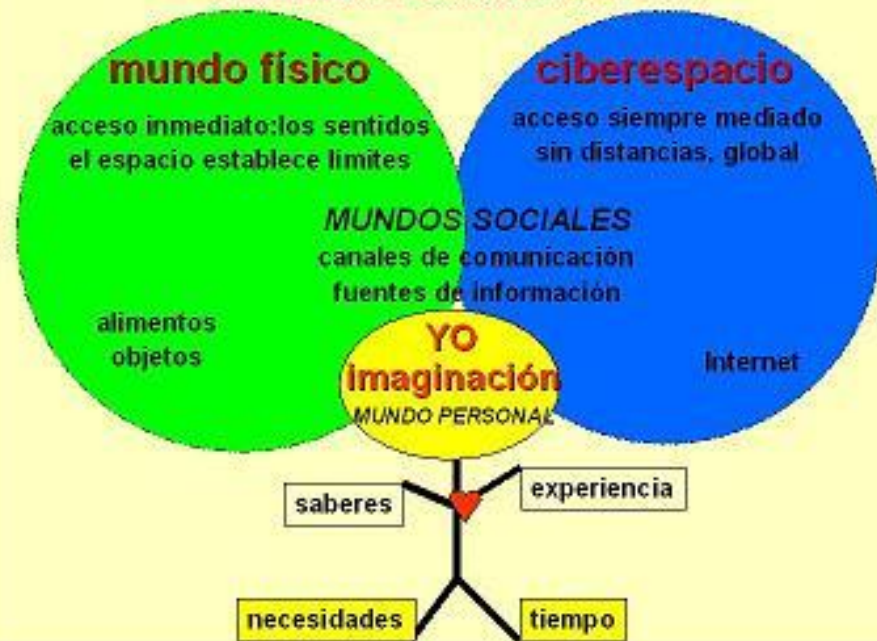 mundo físico
acceso inmediato:los sentidos
el espacio establece límites
ciberespacio
acceso siempre mediado
sin distancias, global
MUNDOS SOCIALES
canales de comunicación
fuentes de información
alimentos
objetos
Internet
YO
imaginación
MUNDO PERSONAL
saberes
experiencia
necesidades
tiempo